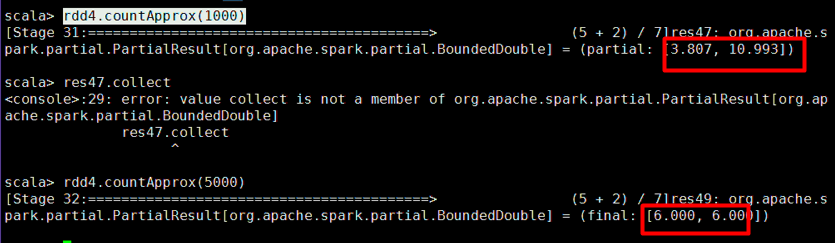 scala> rdd4.countApprox(1000)
[Stage 31:===========================================>              (5 + 2) / 7]res47: org.apache.s
park.partial.PartialResult[org.apache.spark.partial.BoundedDouble] = (partial: [3.807, 10.993])
scala> res47.collect
<console>:29: error: value collect is not a member of org.apache.spark.partial.PartialResult[org.ap
ache.spark.partial.BoundedDouble]
res47.collect
^
scala> rdd4.countApprox(5000)
[Stage 32:===========================================>              (5 + 2) / 7]res49: org.apache.s
park.partial.PartialResult[org.apache.spark.partial.BoundedDouble] = (final: [6.000, 6.000])